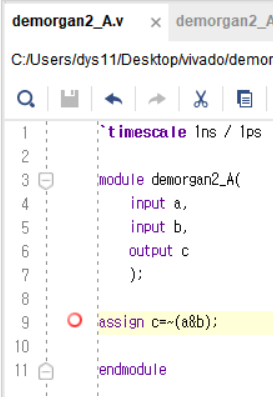 demorgan2_A.v × demorgan2_A
C:/Users/dys11/Desktop/vivado/demor
1 `timescale 1ns / 1ps
2
3 module demorgan2_A(
4 input a,
5 input b,
6 output c
7 );
8
9 assign c=~(a&b);
10
11 endmodule